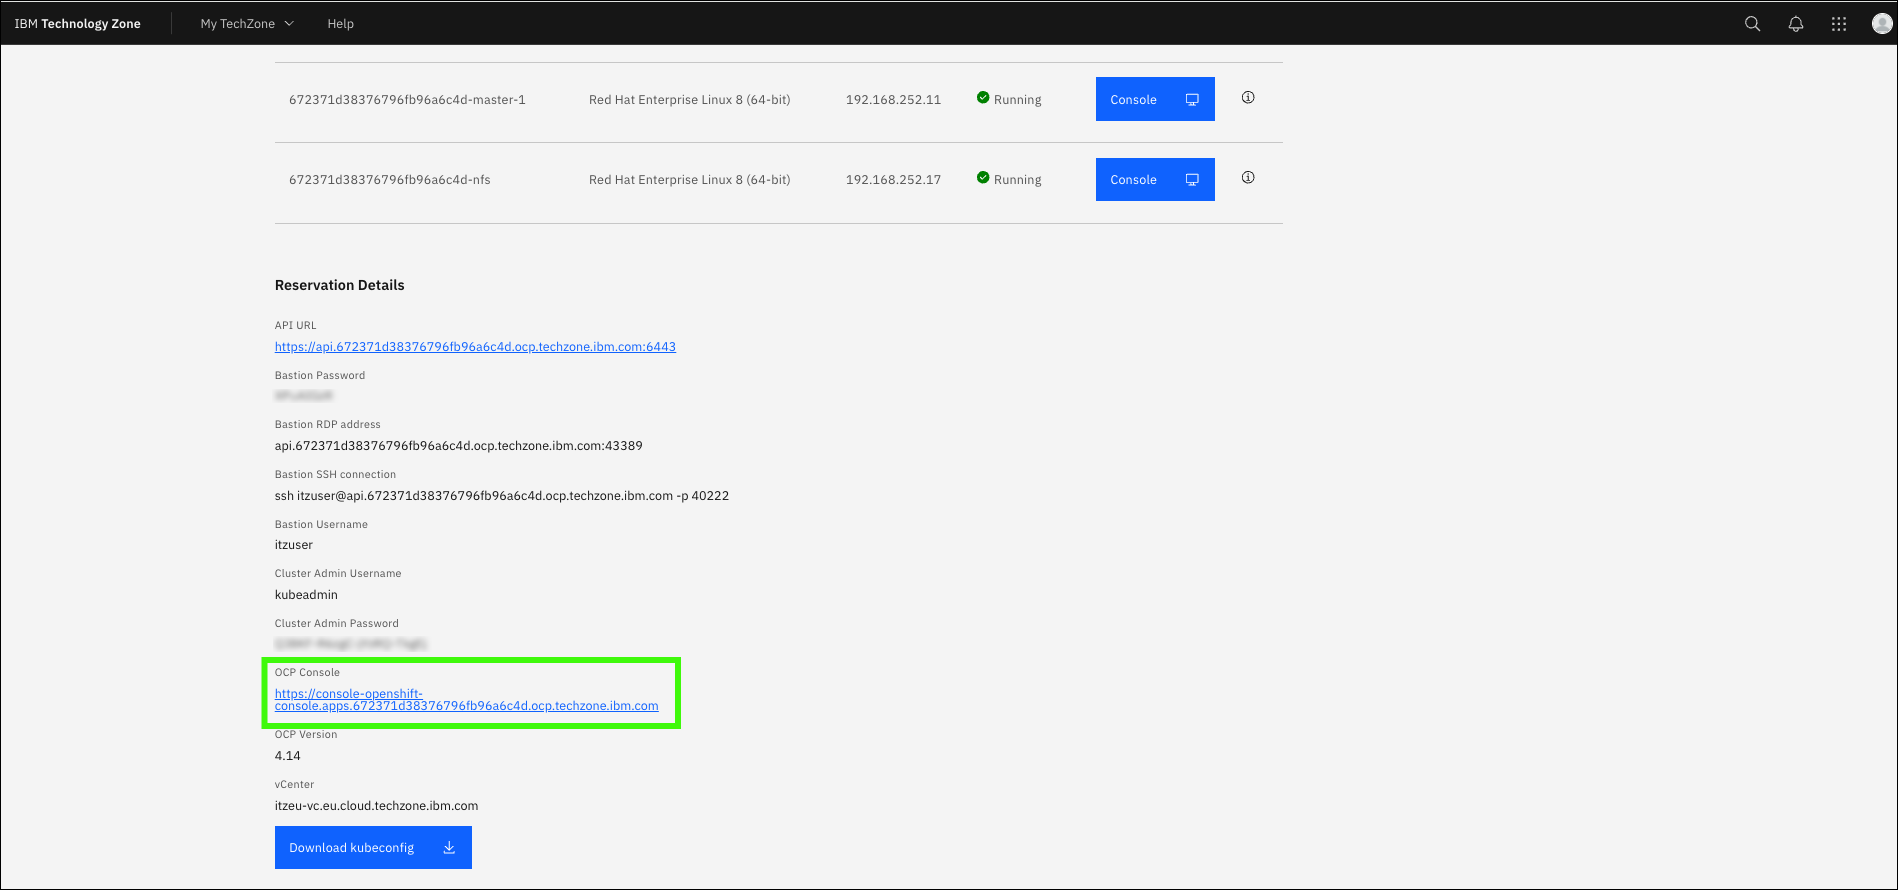 IBM Technology Zone
My TechZone
Help
672371d38376796fb96a6c4d-master-1 Red Hat Enterprise Linux 8 (64-bit) 192.168.252.11 Running Console
672371d38376796fb96a6c4d-nfs Red Hat Enterprise Linux 8 (64-bit) 192.168.252.17 Running Console
Reservation Details
API URL
https://api.672371d38376796fb96a6c4d.ocp.techzone.ibm.com:6443
Bastion Password
Bastion RDP address
api.672371d38376796fb96a6c4d.ocp.techzone.ibm.com:43389
Bastion SSH connection
ssh itzuser@api.672371d38376796fb96a6c4d.ocp.techzone.ibm.com -p 40222
Bastion Username
itzuser
Cluster Admin Username
kubeadmin
Cluster Admin Password
OCP Console
https://console-openshift-
console.apps.672371d38376796fb96a6c4d.ocp.techzone.ibm.com
OCP Version
4.14
vCenter
itzeu-vc.eu.cloud.techzone.ibm.com
Download kubeconfig